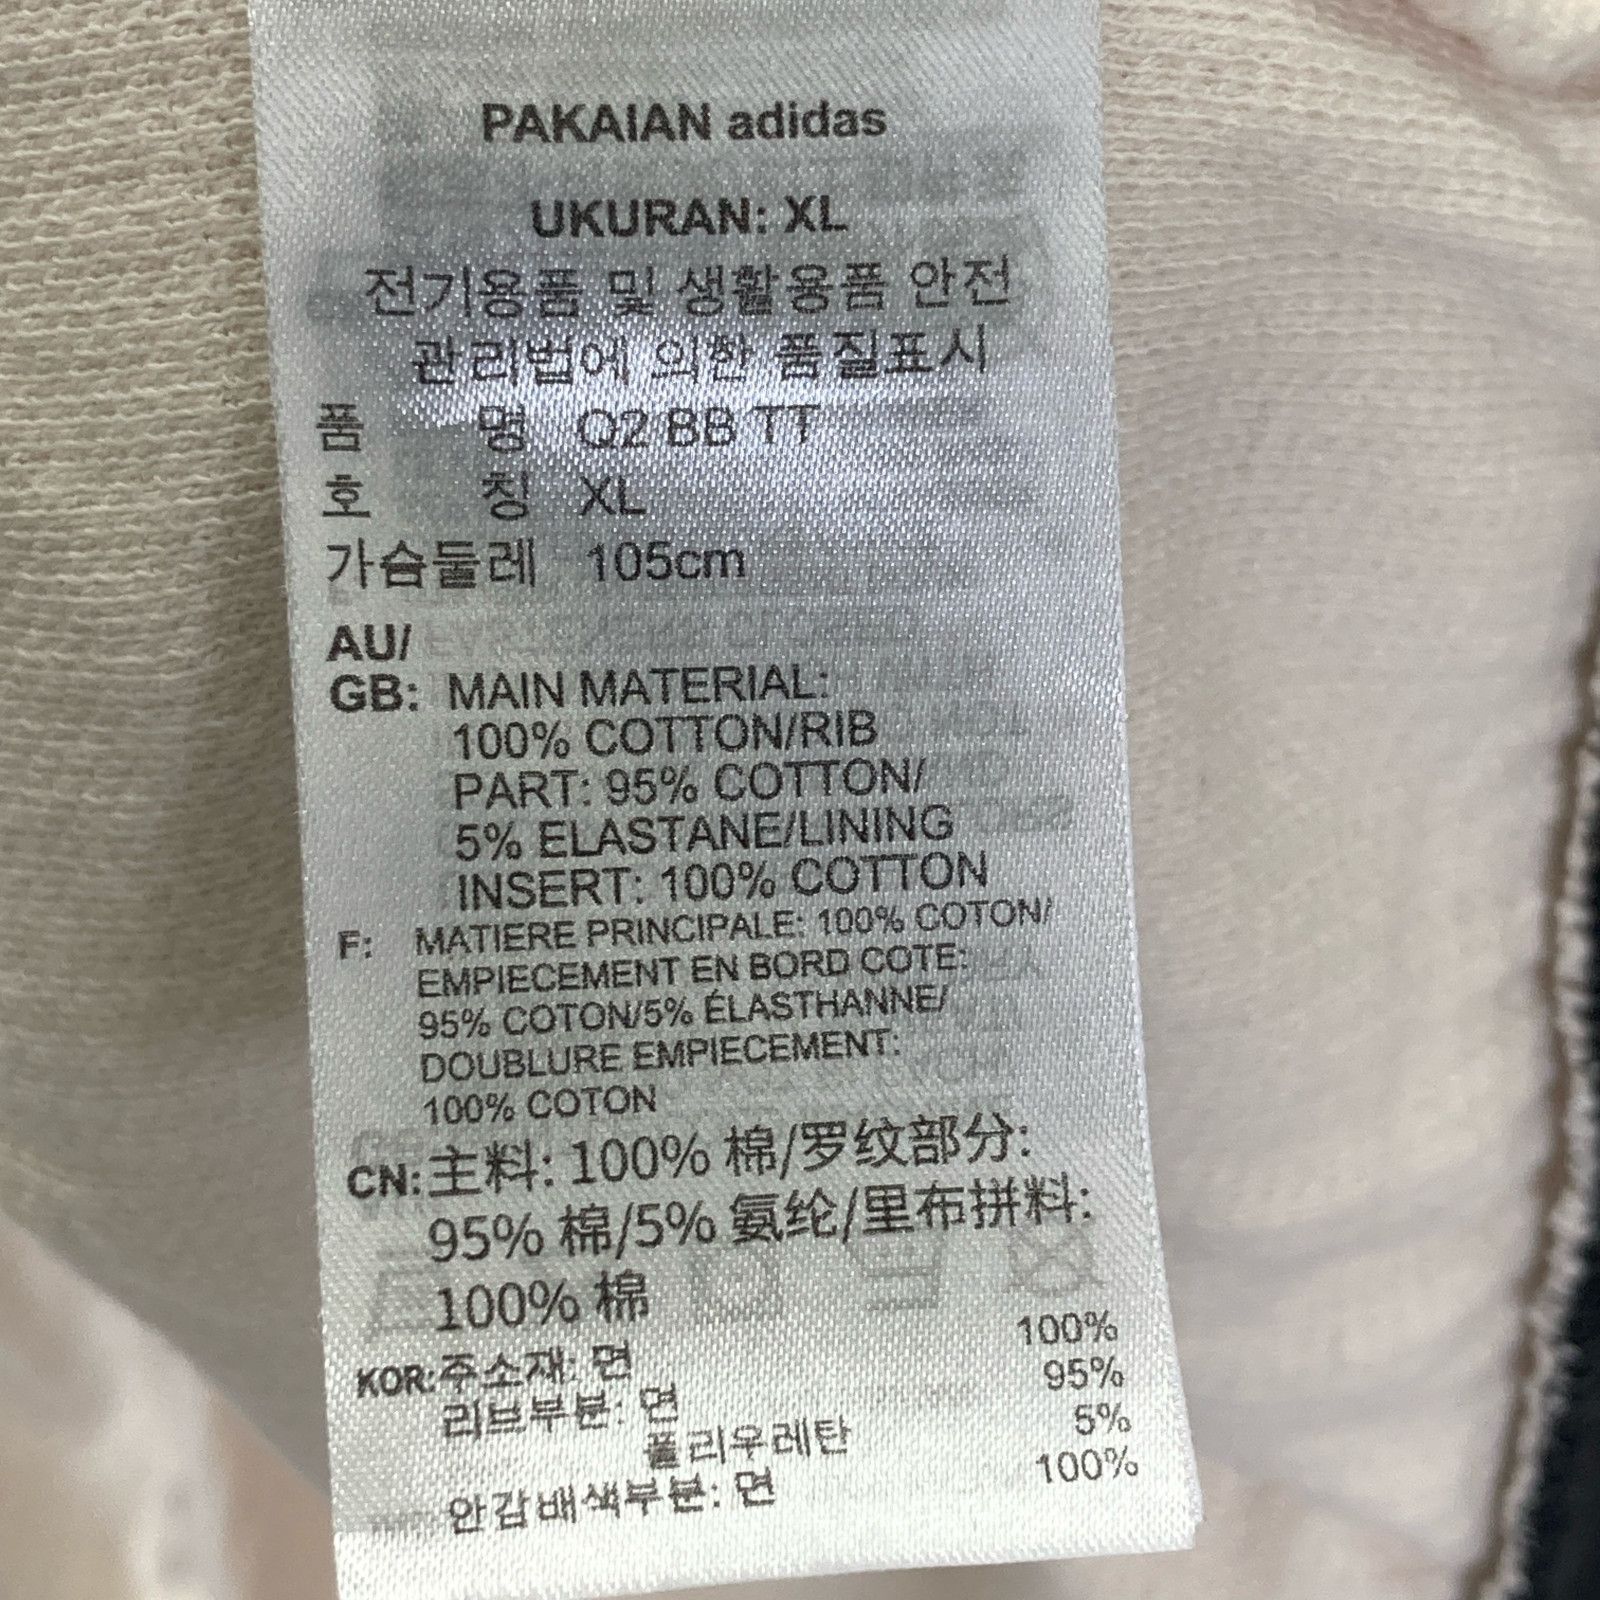 PAKAIAN adidas
UKURAN: XL
전기용품 및 생활용품 안전
관리법에 의한 품질표시
품 명 Q2 BB TT
호 칭 XL
가슴둘레 105cm
AU/
GB: MAIN MATERIAL:
100% COTTON/RIB
PART: 95% COTTON/
5% ELASTANE/LINING
INSERT: 100% COTTON
F: MATIERE PRINCIPALE: 100% COTON/
EMPIECEMENT EN BORD COTE:
95% COTON/5% ÉLASTHANNE/
DOUBLURE EMPIECEMENT:
100% COTON
CN: 主料: 100% 棉/罗纹部分:
95% 棉/5% 氨纶/里布拼料:
100% 棉
KOR: 주소재: 면 100%
리브부분: 면 95%
폴리우레탄 5%
안감배색부분: 면 100%